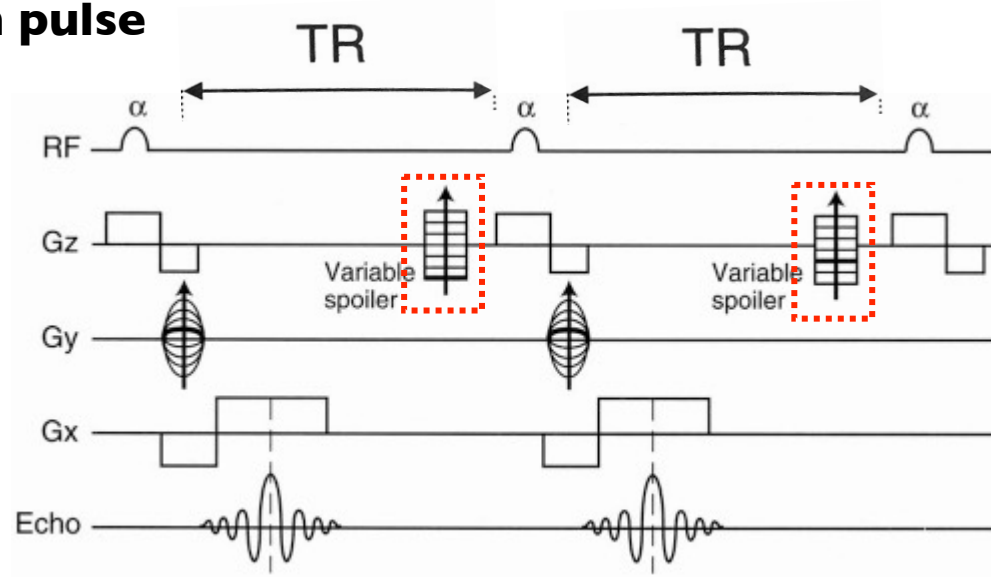 pulse
TR TR
α α α
RF
Gz
Variable spoiler Variable spoiler
Gy
Gx
Echo